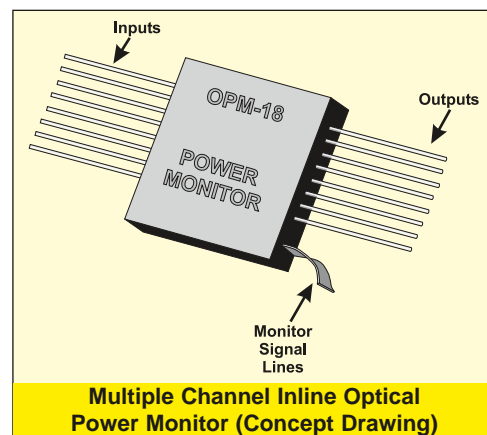 Inputs
OPM-18
POWER
MONITOR
Outputs
Monitor
Signal
Lines
Multiple Channel Inline Optical
Power Monitor (Concept Drawing)